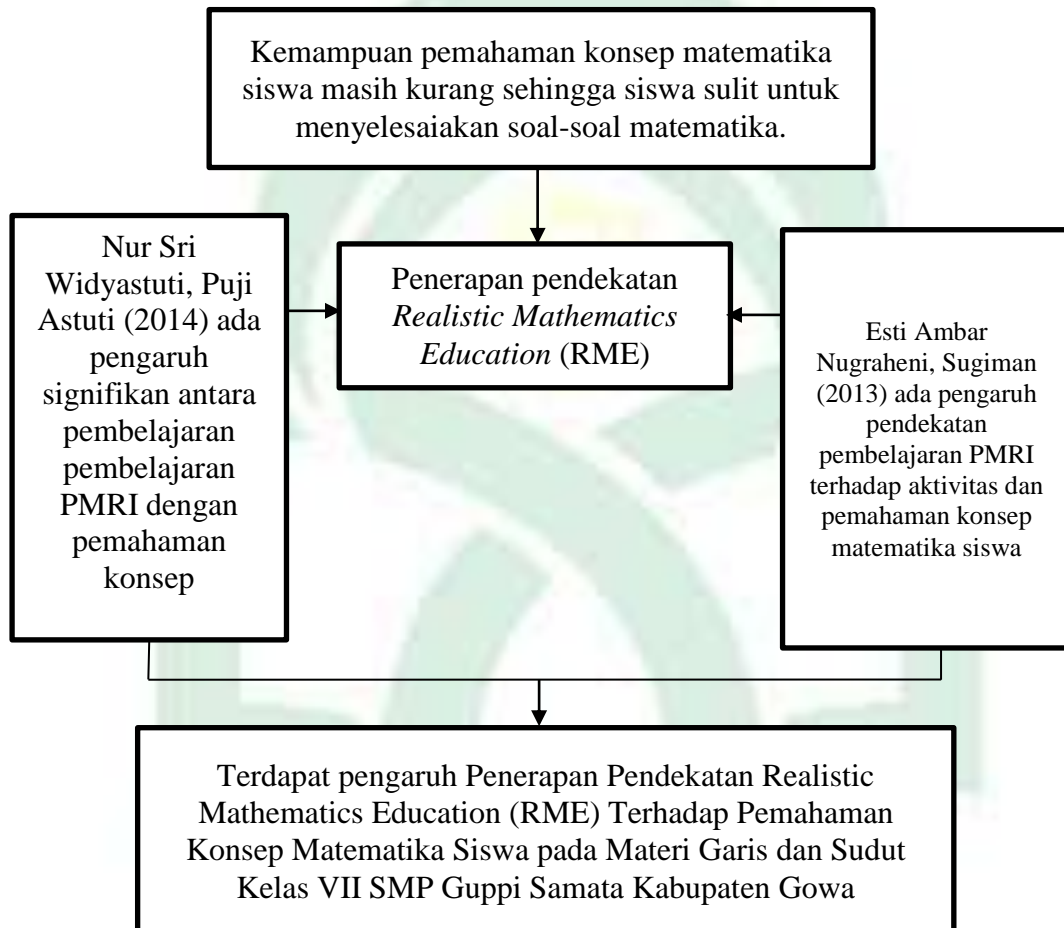 Kemampuan pemahaman konsep matematika
siswa masih kurang sehingga siswa sulit untuk
menyelesaiakan soal-soal matematika.
Nur Sri
Widyastuti, Puji
Astuti (2014) ada
pengaruh
signifikan antara
pembelajaran
pembelajaran
PMRI dengan
pemahaman
konsep
Penerapan pendekatan
Realistic Mathematics
Education (RME)
Esti Ambar
Nugraheni, Sugiman
(2013) ada pengaruh
pendekatan
pembelajaran PMRI
terhadap aktivitas dan
pemahaman konsep
matematika siswa
Terdapat pengaruh Penerapan Pendekatan Realistic
Mathematics Education (RME) Terhadap Pemahaman
Konsep Matematika Siswa pada Materi Garis dan Sudut
Kelas VII SMP Guppi Samata Kabupaten Gowa